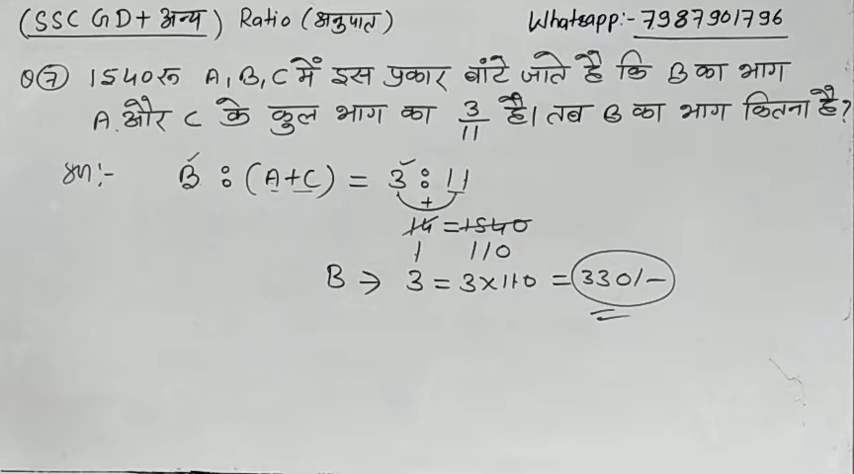 (SSC GD+ अन्य) Ratio (अनुपात) Whatsapp:- 7987901796
Q⑦ 1540रू A,B,C में इस प्रकार बांटे जाते है कि B का भाग
A. और C के कुल भाग का 3/11 है। तब B का भाग कितना है?
हल:- B : (A+C) = 3 : 11
+
14 = 1540
1 110
B → 3 = 3×110 = 330/-